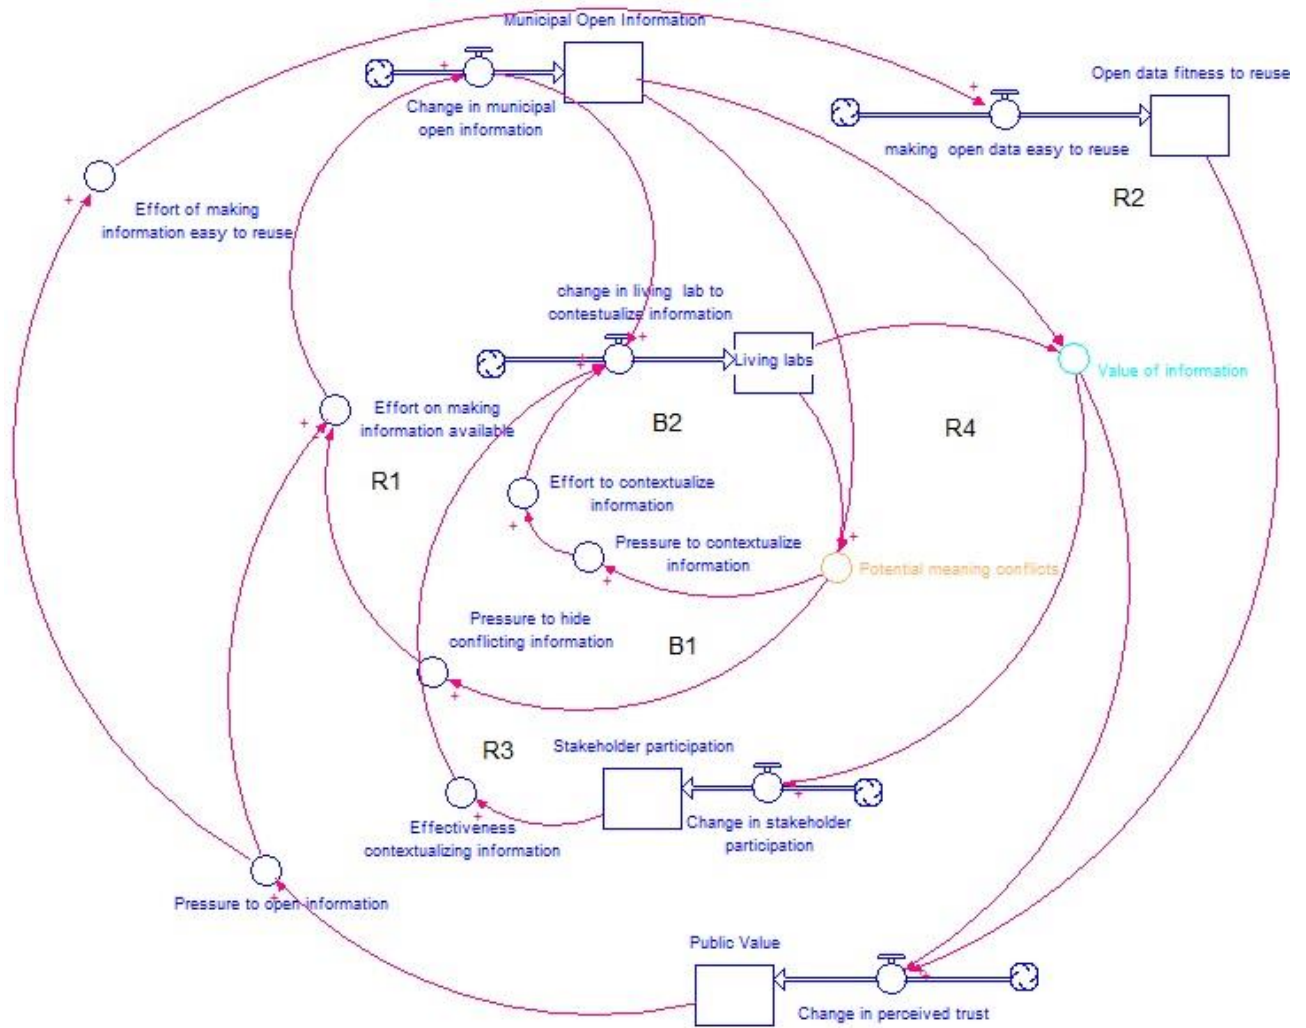 Municipal Open Information
Change in municipal
open information
Open data fitness to reuse
making open data easy to reuse
R2
Effort of making
information easy to reuse
change in living lab to
contestualize information
Living labs
Value of information
Effort on making
information available
B2
R4
R1
Effort to contextualize
information
Pressure to contextualize
information
Potential meaning conflicts
Pressure to hide
conflicting information
B1
R3
Stakeholder participation
Change in stakeholder
participation
Effectiveness
contextualizing information
Pressure to open information
Public Value
Change in perceived trust